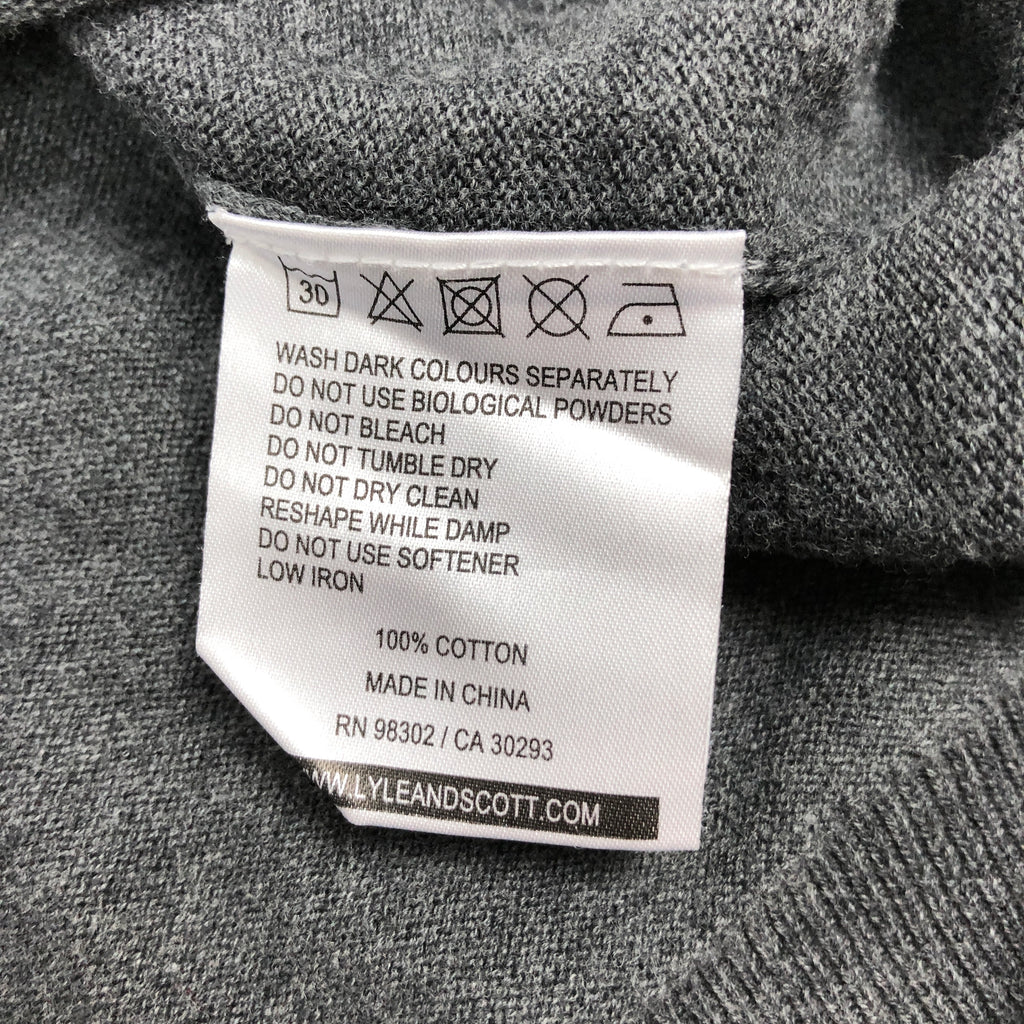 30
WASH DARK COLOURS SEPARATELY
DO NOT USE BIOLOGICAL POWDERS
DO NOT BLEACH
DO NOT TUMBLE DRY
DO NOT DRY CLEAN
RESHAPE WHILE DAMP
DO NOT USE SOFTENER
LOW IRON
100% COTTON
MADE IN CHINA
RN 98302 / CA 30293
WW.LYLEANDSCOTT.COM